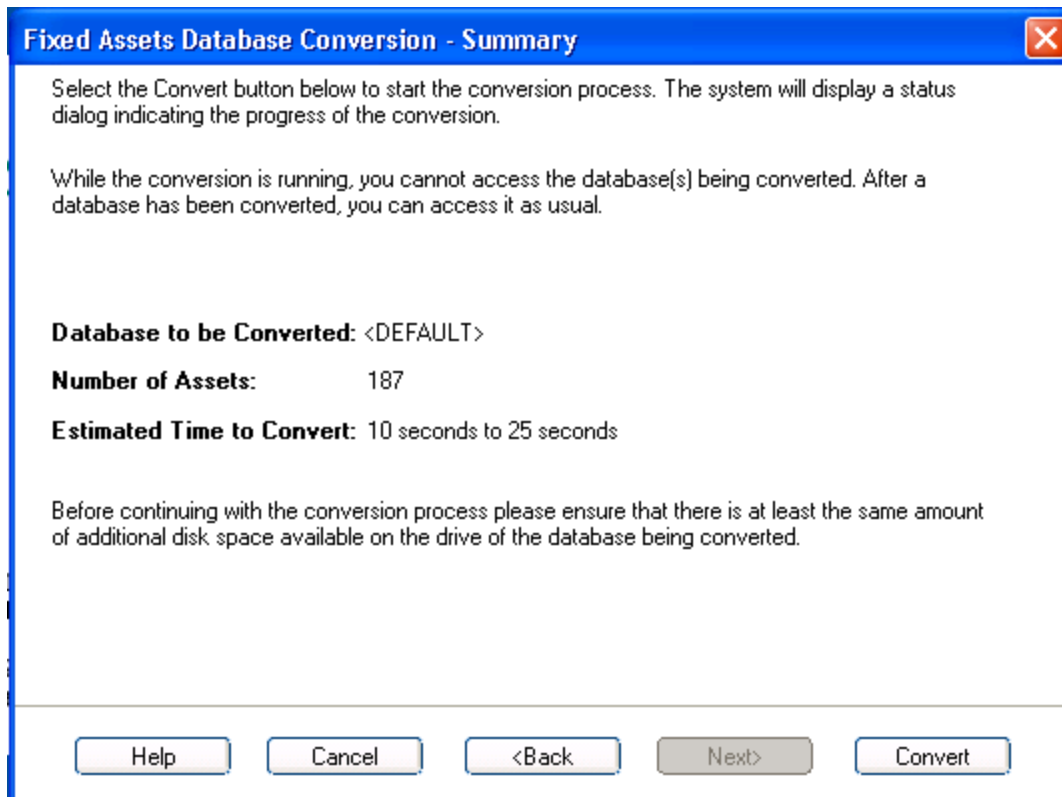 Fixed Assets Database Conversion - Summary
Select the Convert button below to start the conversion process. The system will display a status
dialog indicating the progress of the conversion.
While the conversion is running, you cannot access the database(s) being converted. After a
database has been converted, you can access it as usual.
Database to be Converted: <DEFAULT>
Number of Assets: 187
Estimated Time to Convert: 10 seconds to 25 seconds
Before continuing with the conversion process please ensure that there is at least the same amount
of additional disk space available on the drive of the database being converted.
Help Cancel <Back Next> Convert